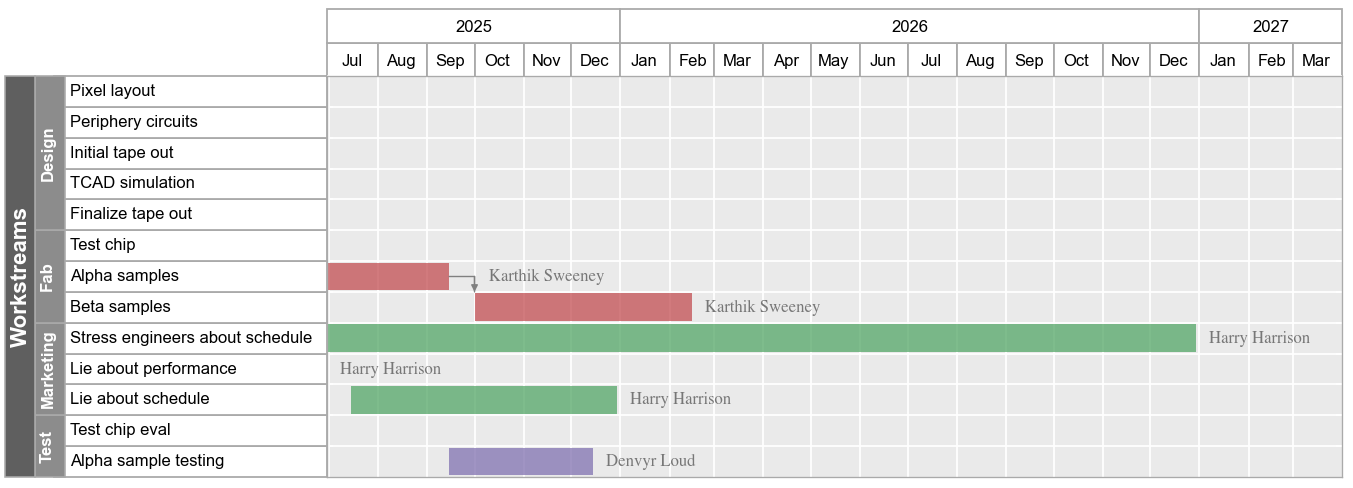 2025 2026 2027
Jul Aug Sep Oct Nov Dec Jan Feb Mar Apr May Jun Jul Aug Sep Oct Nov Dec Jan Feb Mar
Workstreams
Design
Pixel layout
Periphery circuits
Initial tape out
TCAD simulation
Finalize tape out
Fab
Test chip
Alpha samples Karthik Sweeney
Beta samples Karthik Sweeney
Marketing
Stress engineers about schedule Harry Harrison
Lie about performance Harry Harrison
Lie about schedule Harry Harrison
Test
Test chip eval
Alpha sample testing Denvyr Loud